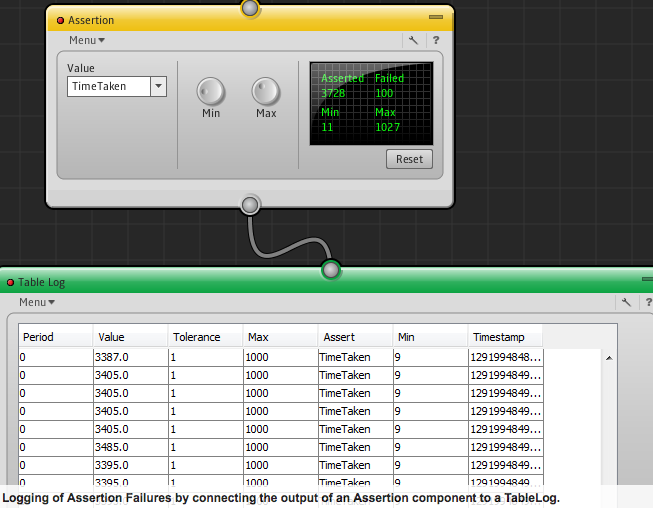 Assertion
Menu ?
Value
TimeTaken
Min Max
Asserted Failed
3728 100
Min Max
11 1027
Reset
Table Log
Menu ?
Period Value Tolerance Max Assert Min Timestamp
0 3387.0 1 1000 TimeTaken 9 1291994848...
0 3405.0 1 1000 TimeTaken 9 1291994849...
0 3405.0 1 1000 TimeTaken 9 1291994849...
0 3405.0 1 1000 TimeTaken 9 1291994849...
0 3485.0 1 1000 TimeTaken 9 1291994849...
0 3395.0 1 1000 TimeTaken 9 1291994849...
0 3395.0 1 1000 TimeTaken 9 1291994849...
Logging of Assertion Failures by connecting the output of an Assertion component to a TableLog.